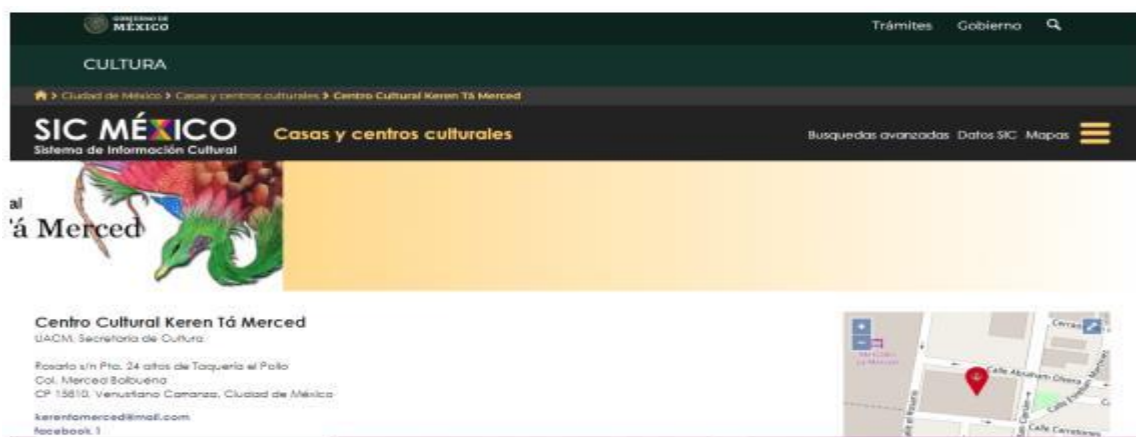 GOBIERNO DE
MÉXICO
Trámites Gobierno
CULTURA
> Ciudad de México > Casas y centros culturales > Centro Cultural Keren Tá Merced
SIC MÉXICO
Sistema de Información Cultural
Casas y centros culturales
Busquedas avanzadas Datos SIC Mapas
al
'á Merced
Centro Cultural Keren Tá Merced
UACM, Secretaría de Cultura
Rosario s/n Pta. 24 altos de Taquería el Pollo
Col. Merced Balbuena
CP 15810, Venustiano Carranza, Ciudad de México
kerentamerced@mail.com
facebook 1
+
−
Calle Abraham Olvera
Calle Carretones